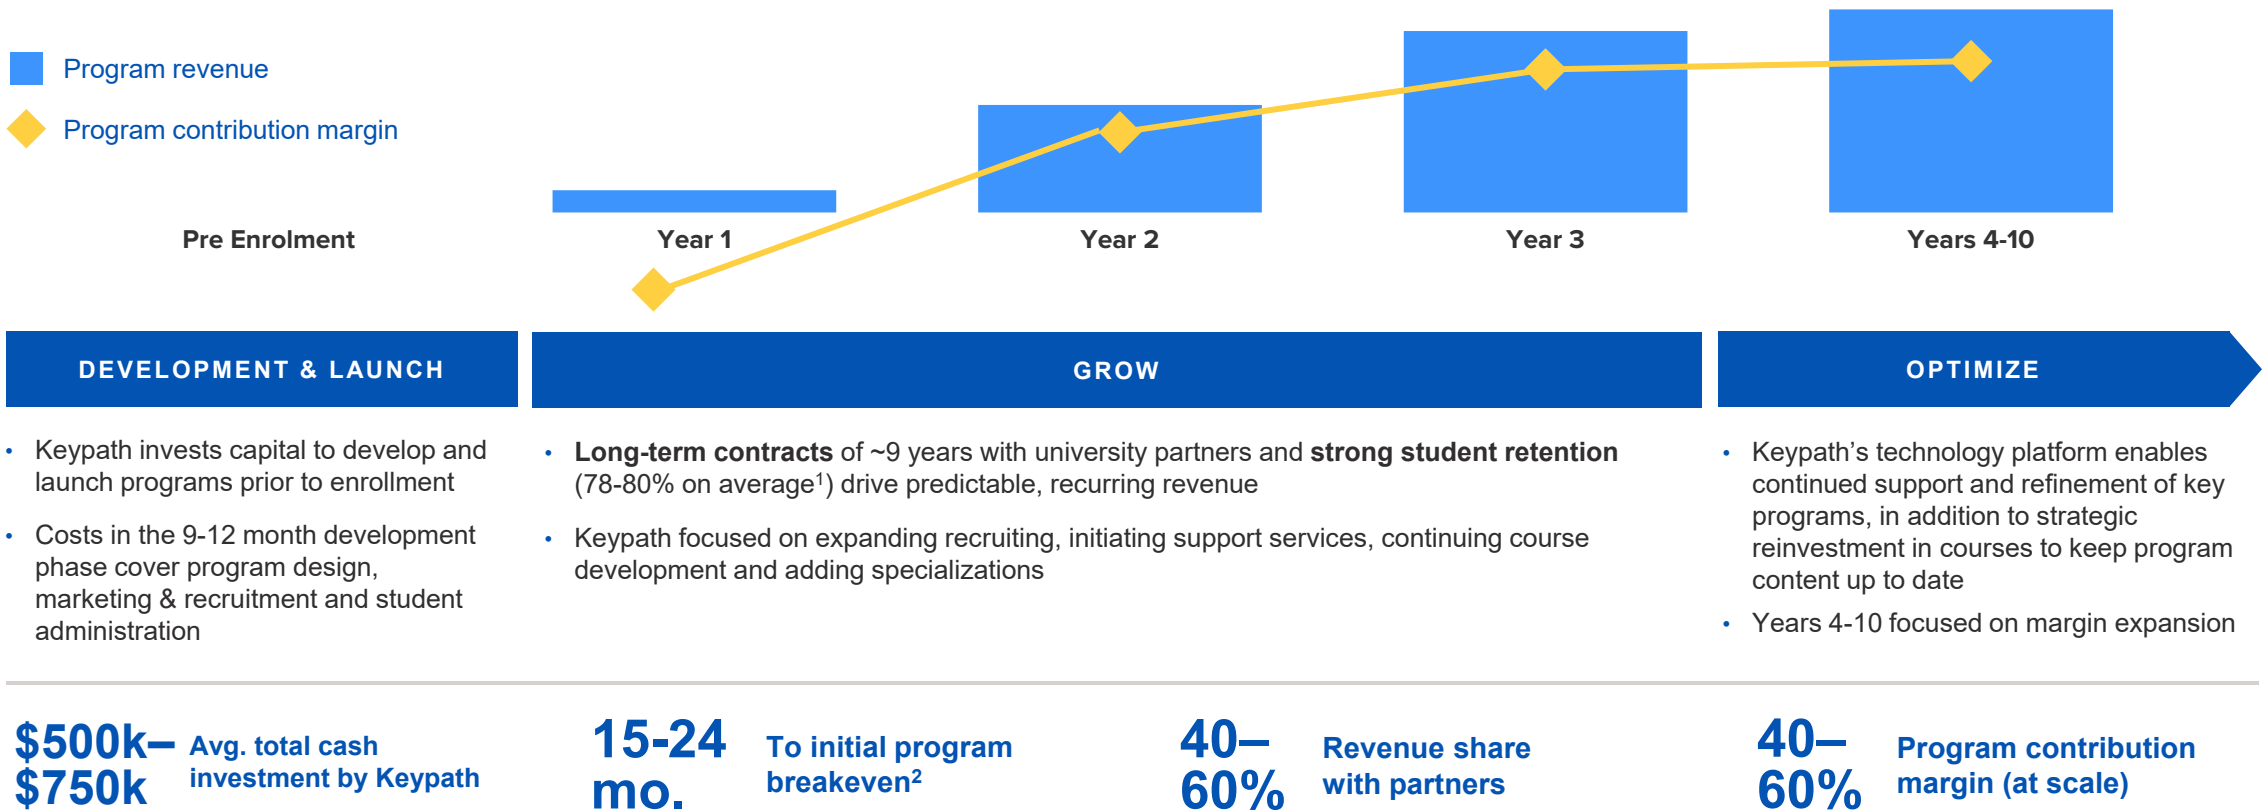 Program revenue
Program contribution margin
Pre Enrolment
Year 1
Year 2
Year 3
Years 4-10
DEVELOPMENT & LAUNCH
GROW
OPTIMIZE
• Keypath invests capital to develop and
launch programs prior to enrollment
• Costs in the 9-12 month development
phase cover program design,
marketing & recruitment and student
administration
• Long-term contracts of ~9 years with university partners and strong student retention
(78-80% on average¹) drive predictable, recurring revenue
• Keypath focused on expanding recruiting, initiating support services, continuing course
development and adding specializations
• Keypath’s technology platform enables
continued support and refinement of key
programs, in addition to strategic
reinvestment in courses to keep program
content up to date
• Years 4-10 focused on margin expansion
$500k–
$750k
Avg. total cash
investment by Keypath
15-24
mo.
To initial program
breakeven²
40–
60%
Revenue share
with partners
40–
60%
Program contribution
margin (at scale)